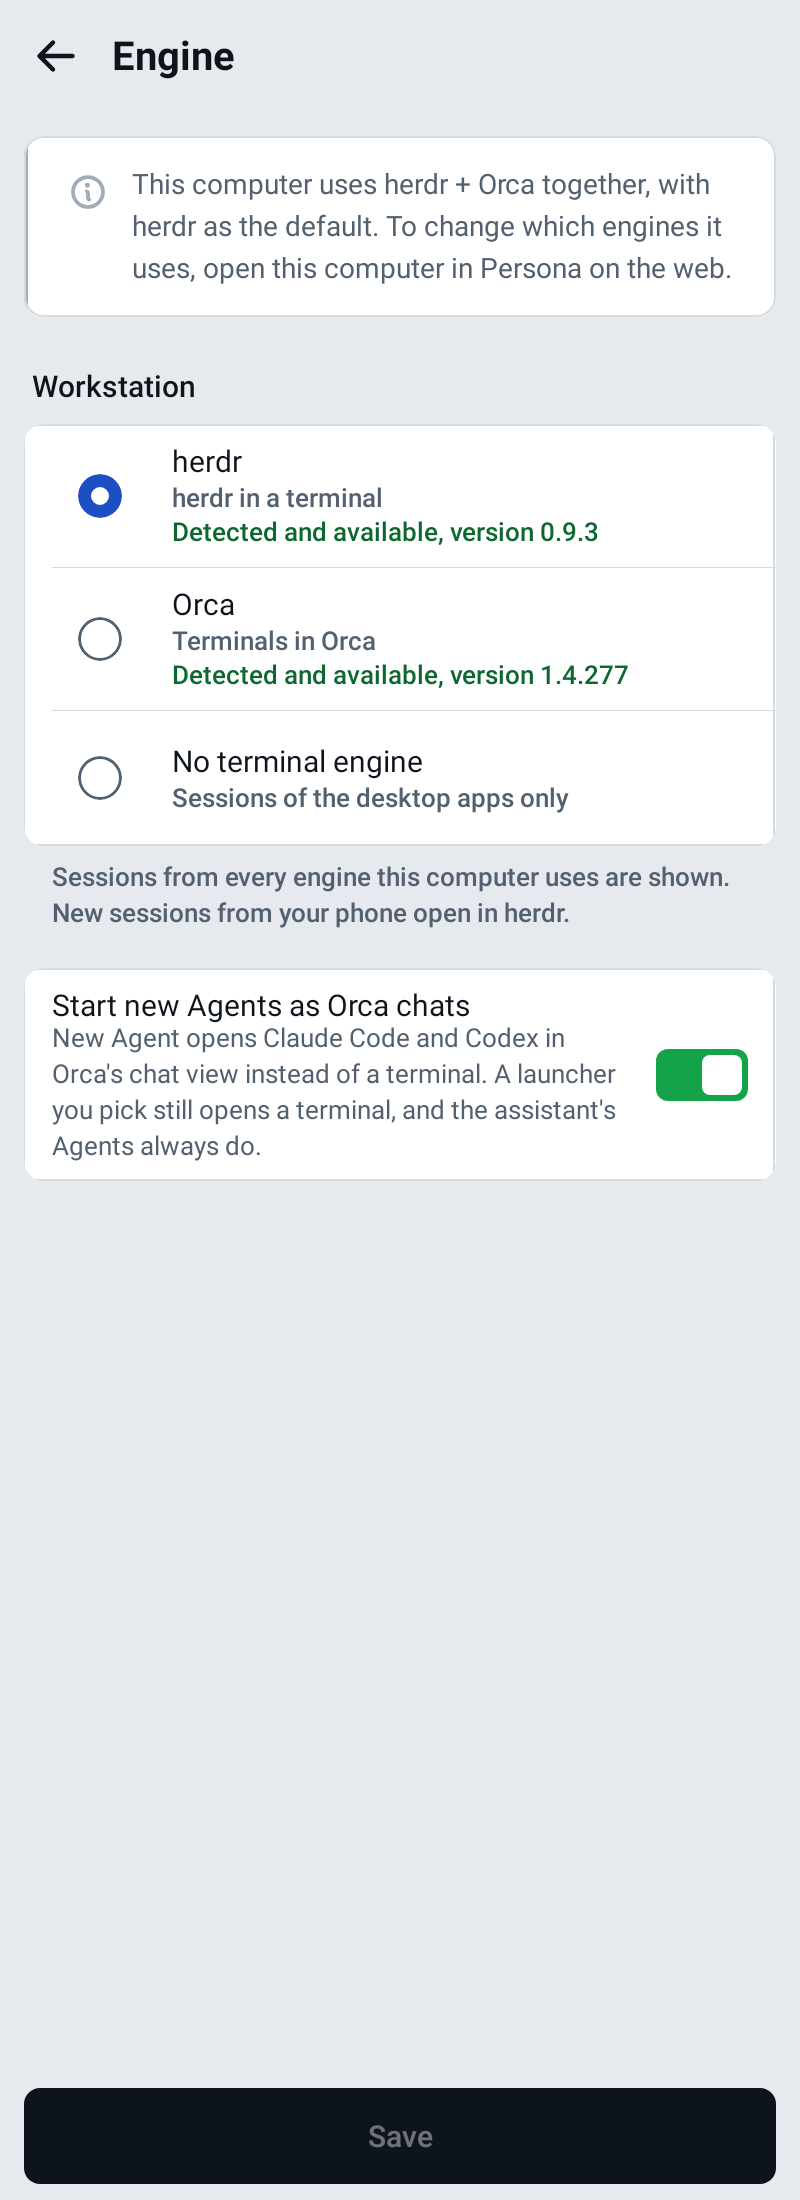 Engine
This computer uses herdr + Orca together, with
herdr as the default. To change which engines it
uses, open this computer in Persona on the web.
Workstation
herdr
herdr in a terminal
Detected and available, version 0.9.3
Orca
Terminals in Orca
Detected and available, version 1.4.277
No terminal engine
Sessions of the desktop apps only
Sessions from every engine this computer uses are shown.
New sessions from your phone open in herdr.
Start new Agents as Orca chats
New Agent opens Claude Code and Codex in
Orca's chat view instead of a terminal. A launcher
you pick still opens a terminal, and the assistant's
Agents always do.
Save